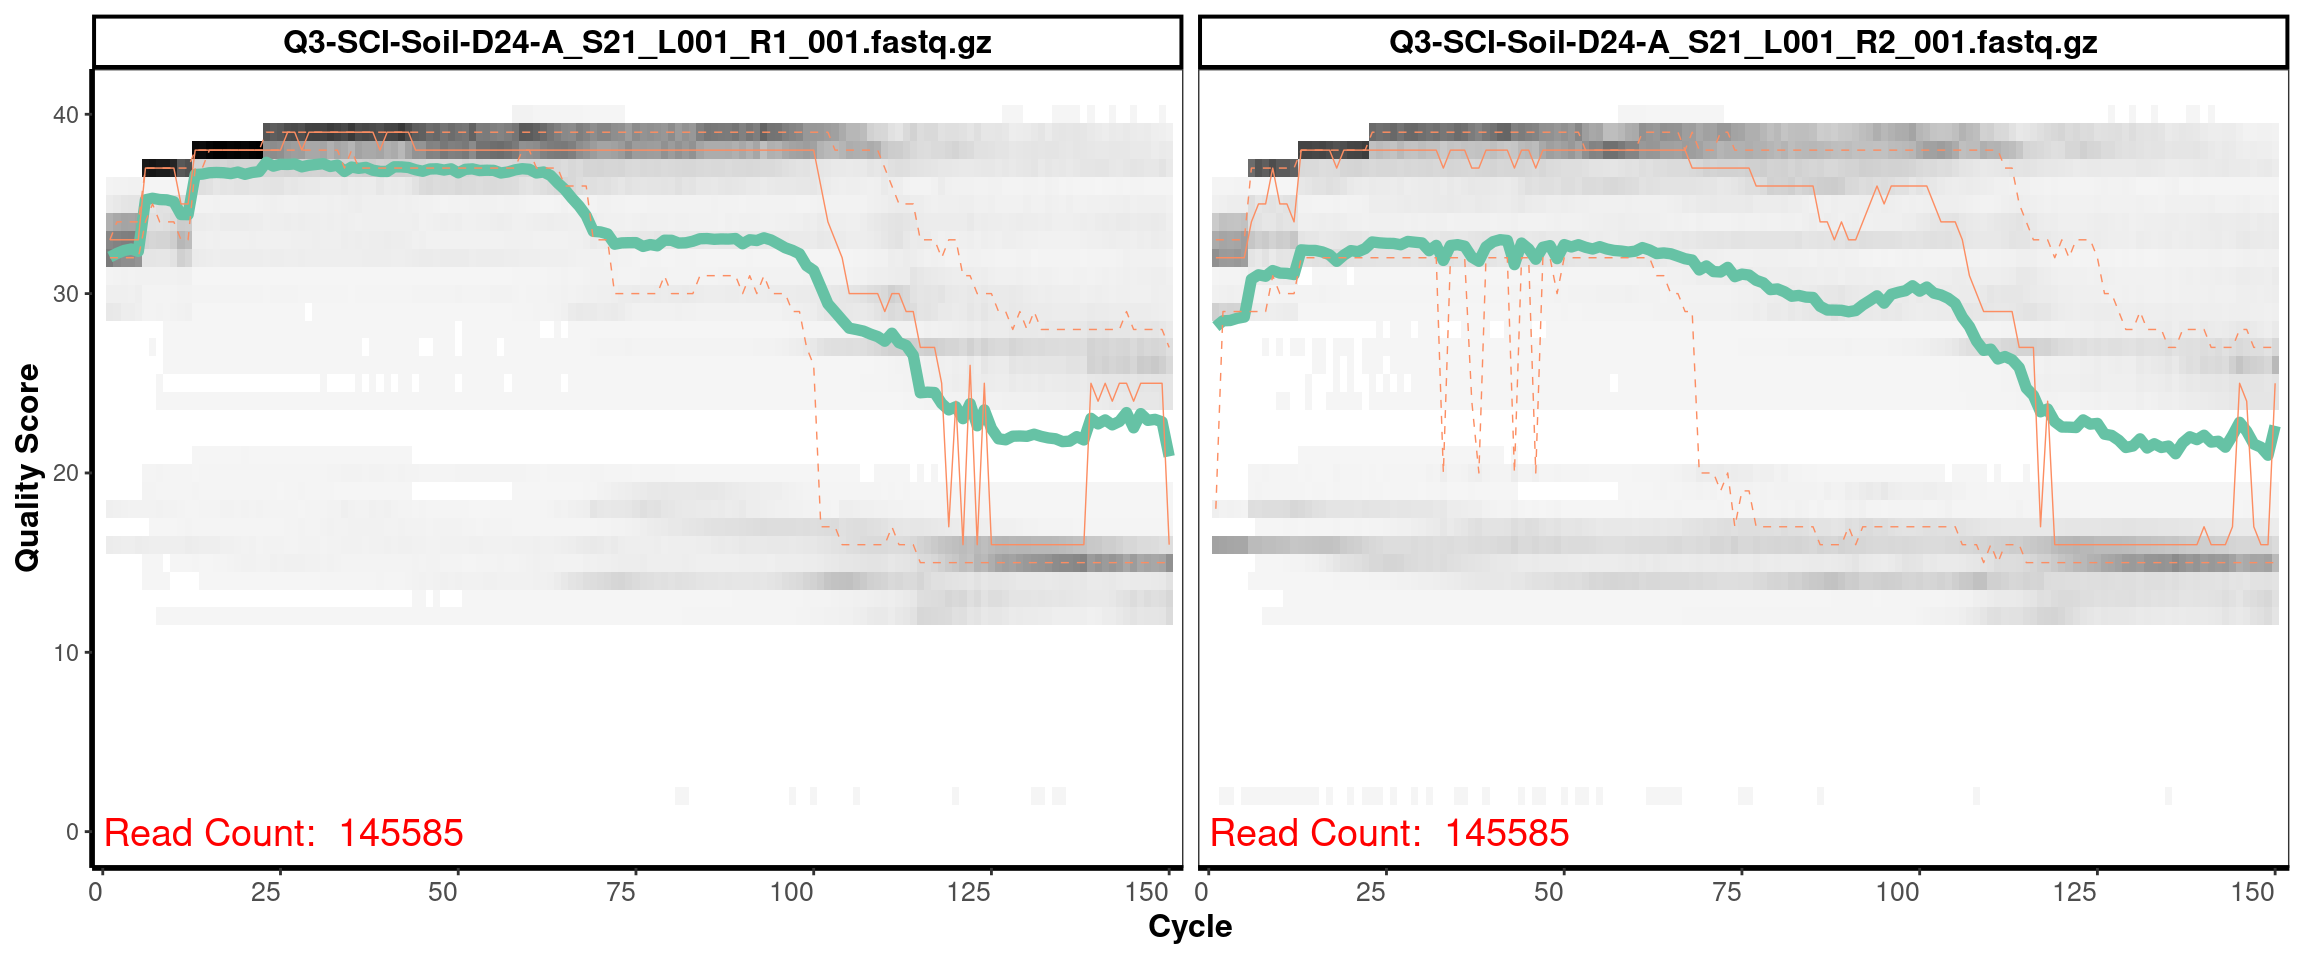 Q3-SCI-Soil-D24-A_S21_L001_R1_001.fastq.gz
Q3-SCI-Soil-D24-A_S21_L001_R2_001.fastq.gz
Quality Score
40
30
20
10
0
Read Count: 145585
Read Count: 145585
0 25 50 75 100 125 150
0 25 50 75 100 125 150
Cycle